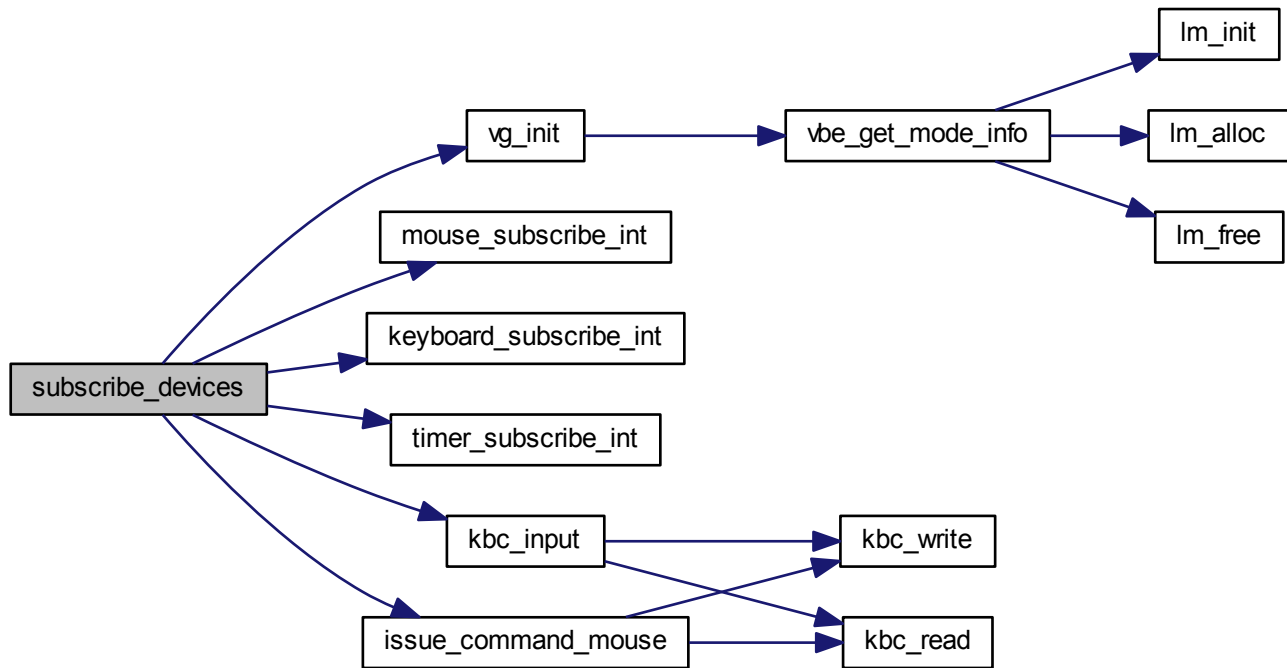 lm_init
vg_init
vbe_get_mode_info
lm_alloc
mouse_subscribe_int
lm_free
keyboard_subscribe_int
subscribe_devices
timer_subscribe_int
kbc_input
kbc_write
issue_command_mouse
kbc_read